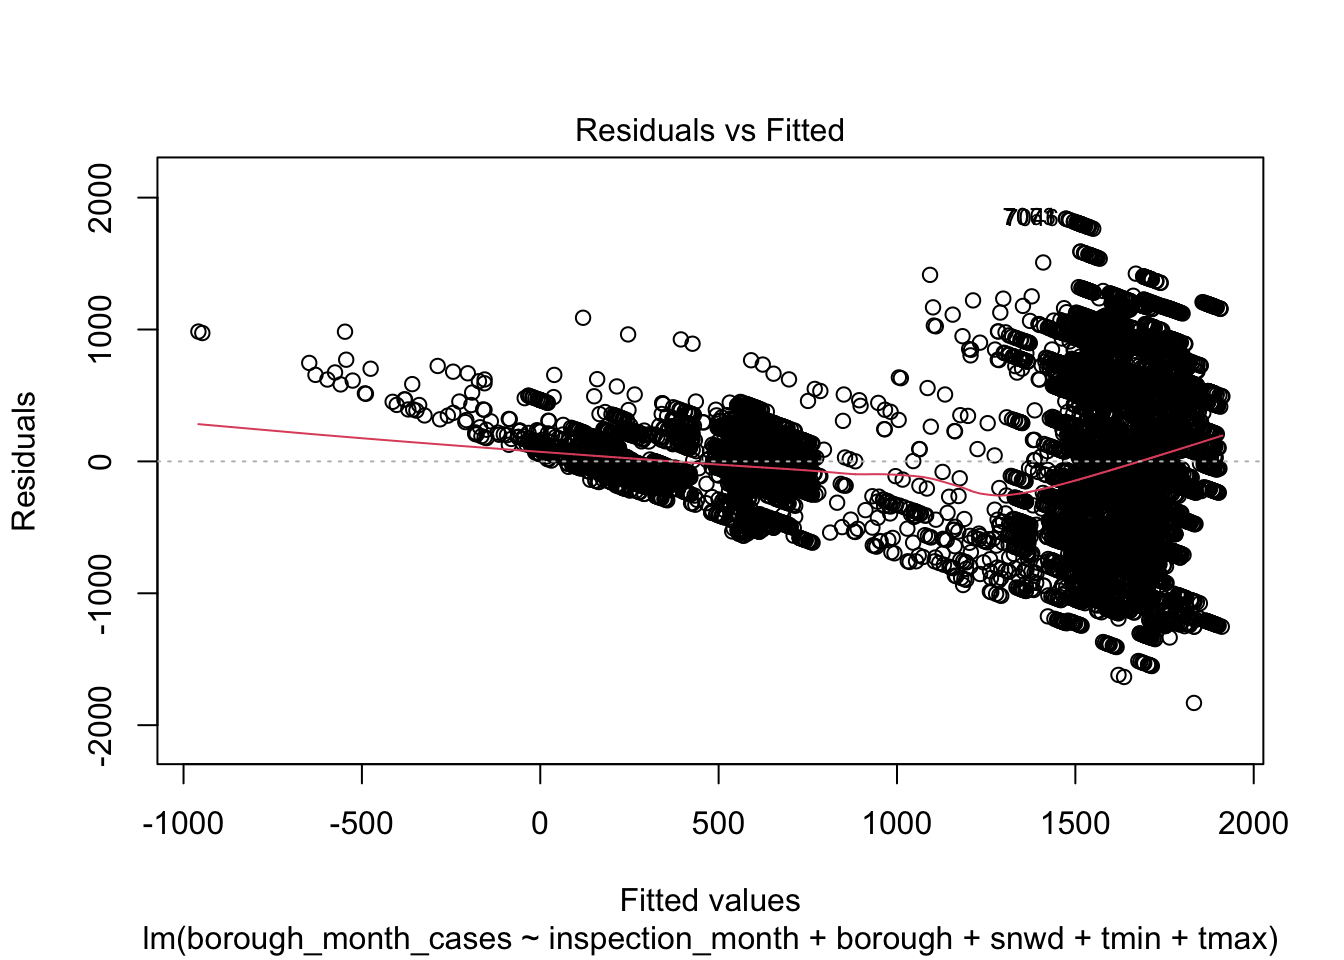 Residuals vs Fitted
Residuals
2000
1000
0
-1000
-2000
-1000 -500 0 500 1000 1500 2000
Fitted values
lm(borough_month_cases ~ inspection_month + borough + snwd + tmin + tmax)